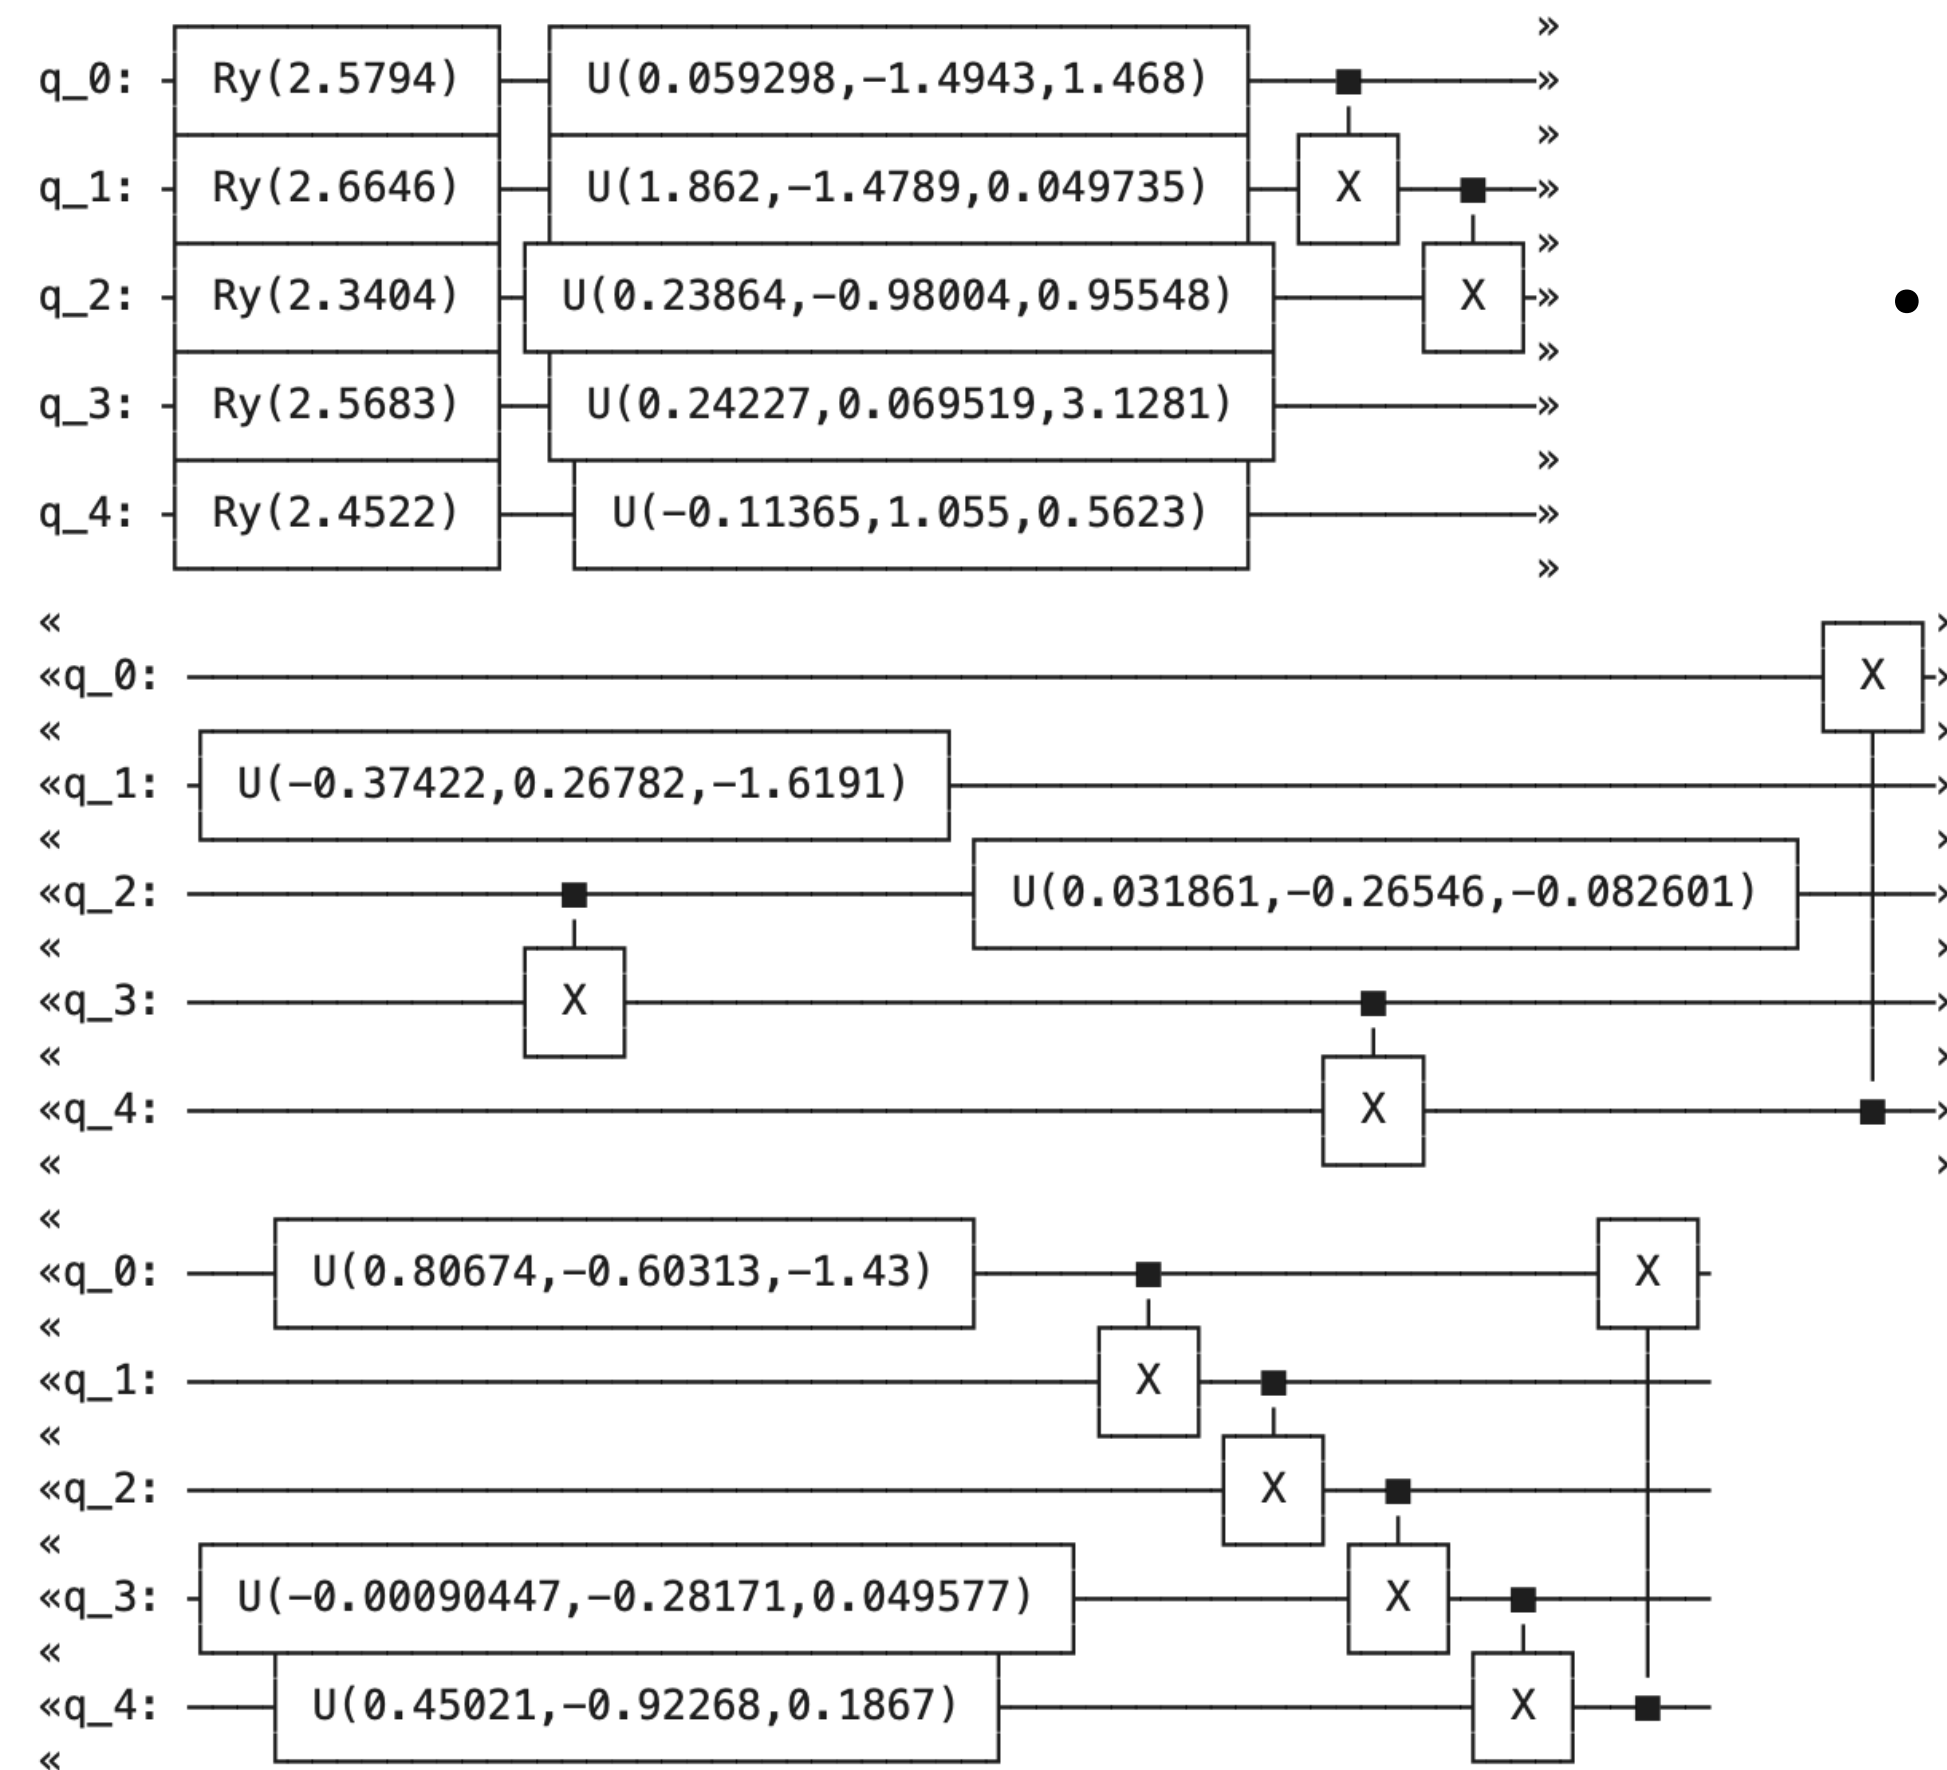 »
q_0: Ry(2.5794) U(0.059298,−1.4943,1.468) »
»
q_1: Ry(2.6646) U(1.862,−1.4789,0.049735) X »
»
q_2: Ry(2.3404) U(0.23864,−0.98004,0.95548) X »
»
q_3: Ry(2.5683) U(0.24227,0.069519,3.1281) »
»
q_4: Ry(2.4522) U(−0.11365,1.055,0.5623) »
»
«
«q_0: X
«
«q_1: U(−0.37422,0.26782,−1.6191)
«
«q_2: U(0.031861,−0.26546,−0.082601)
«
«q_3: X
«
«q_4: X
«
«
«q_0: U(0.80674,−0.60313,−1.43) X
«
«q_1: X
«
«q_2: X
«
«q_3: U(−0.00090447,−0.28171,0.049577) X
«
«q_4: U(0.45021,−0.92268,0.1867) X
«